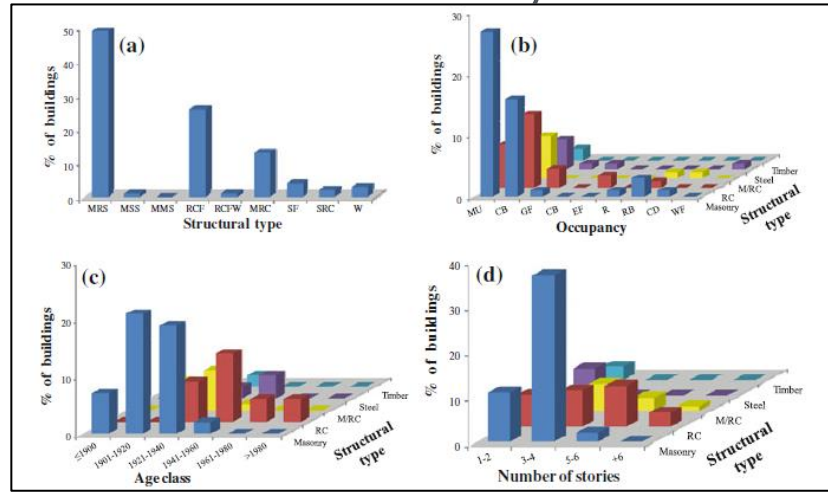 (a)
% of buildings
50
40
30
20
10
0
MRS MSS MMS RCF RCFW MRC SF SRC W
Structural type
(b)
% of buildings
30
20
10
0
MU CB GF CB EF R RB CD WF
Occupancy
Masonry
RC
M/RC
Steel
Timber
Structural type
(c)
% of buildings
30
20
10
0
≤1900 1901-1920 1921-1940 1941-1960 1961-1980 >1980
Age class
Masonry
RC
M/RC
Steel
Timber
Structural type
(d)
% of buildings
40
30
20
10
0
1-2 3-4 5-6 >6
Number of stories
Masonry
RC
M/RC
Steel
Timber
Structural type